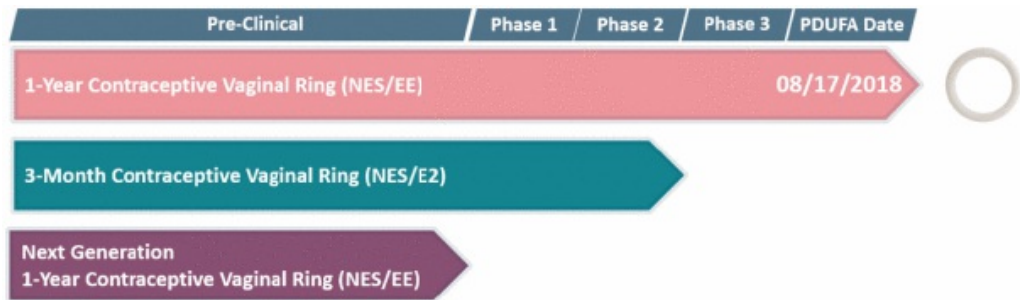 Pre-Clinical Phase 1 Phase 2 Phase 3 PDUFA Date
1-Year Contraceptive Vaginal Ring (NES/EE) 08/17/2018
3-Month Contraceptive Vaginal Ring (NES/E2)
Next Generation
1-Year Contraceptive Vaginal Ring (NES/EE)